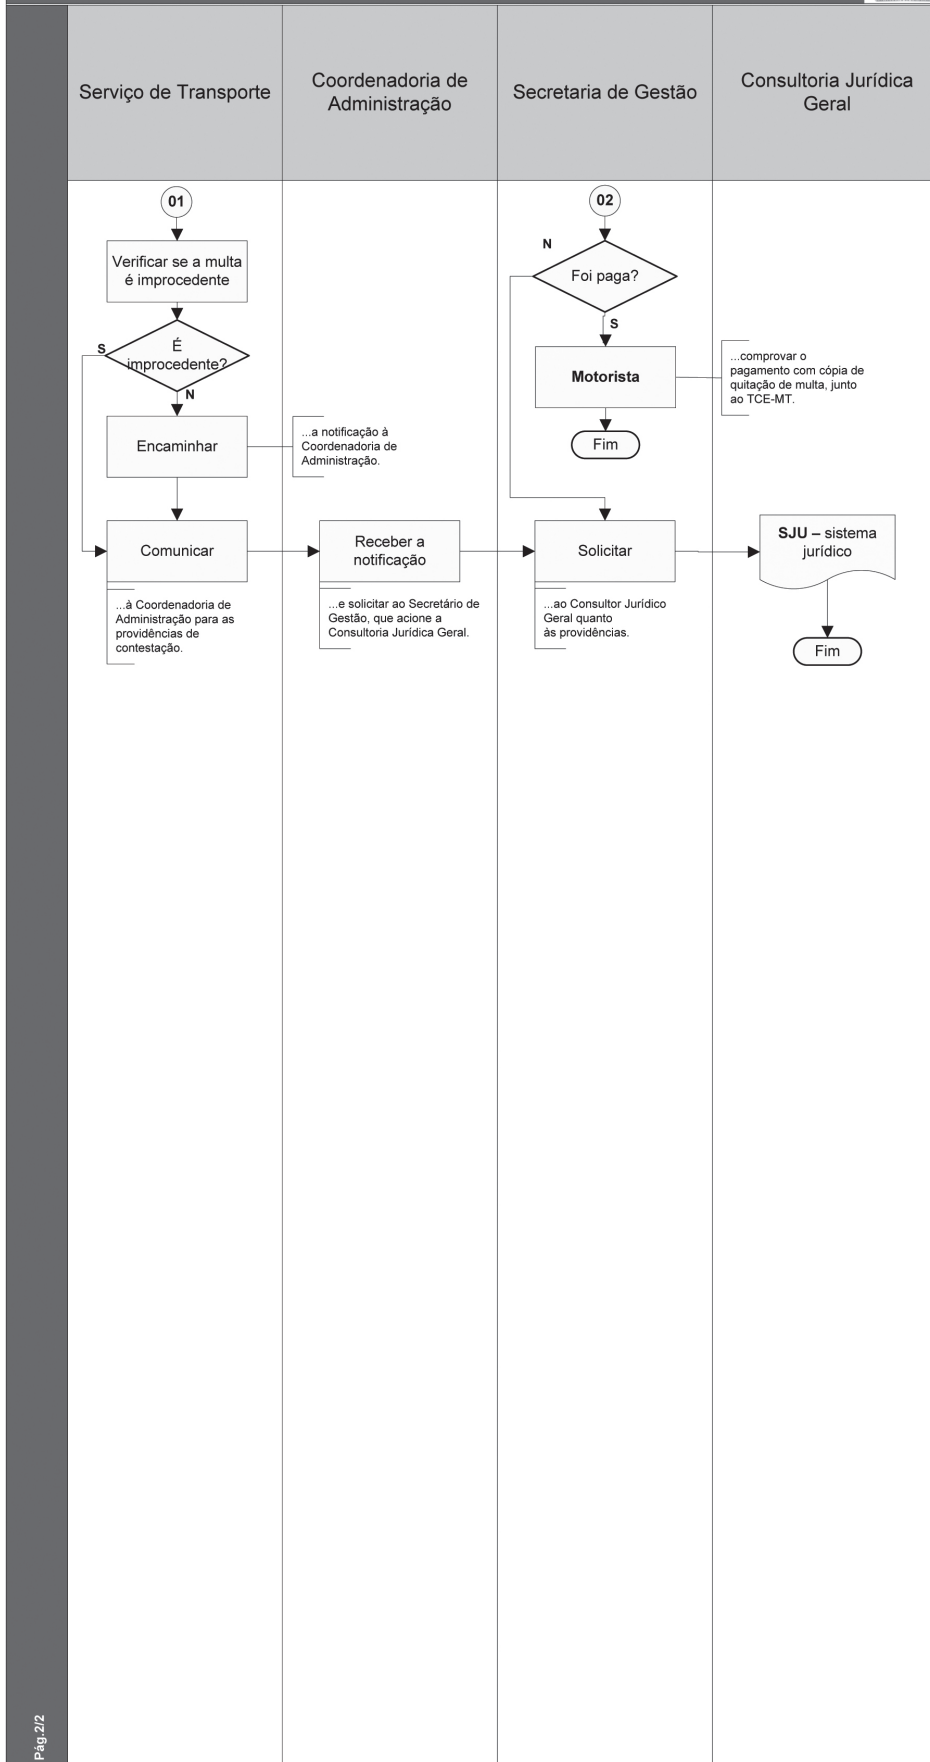 Serviço de Transporte
Coordenadoria de
Administração
Secretaria de Gestão
Consultoria Jurídica
Geral
01
Verificar se a multa
é improcedente
É
improcedente?
S
N
Encaminhar
...a notificação à
Coordenadoria de
Administração.
Comunicar
...à Coordenadoria de
Administração para as
providências de
contestação.
Receber a
notificação
...e solicitar ao Secretário de
Gestão, que acione a
Consultoria Jurídica Geral.
02
N
Foi paga?
S
Motorista
...comprovar o
pagamento com cópia de
quitação de multa, junto
ao TCE-MT.
Fim
Solicitar
...ao Consultor Jurídico
Geral quanto
às providências.
SJU – sistema
jurídico
Fim
Pág.2/2